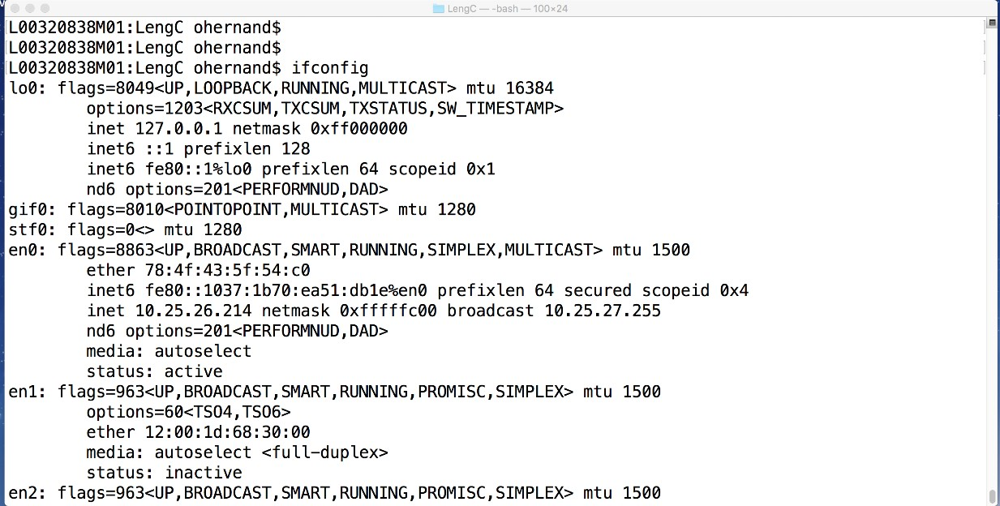 LengC — -bash — 100×24
L00320838M01:LengC ohernand$
L00320838M01:LengC ohernand$
L00320838M01:LengC ohernand$ ifconfig
lo0: flags=8049<UP,LOOPBACK,RUNNING,MULTICAST> mtu 16384
options=1203<RXCSUM,TXCSUM,TXSTATUS,SW_TIMESTAMP>
inet 127.0.0.1 netmask 0xff000000
inet6 ::1 prefixlen 128
inet6 fe80::1%lo0 prefixlen 64 scopeid 0x1
nd6 options=201<PERFORMNUD,DAD>
gif0: flags=8010<POINTOPOINT,MULTICAST> mtu 1280
stf0: flags=0<> mtu 1280
en0: flags=8863<UP,BROADCAST,SMART,RUNNING,SIMPLEX,MULTICAST> mtu 1500
ether 78:4f:43:5f:54:c0
inet6 fe80::1037:1b70:ea51:db1e%en0 prefixlen 64 secured scopeid 0x4
inet 10.25.26.214 netmask 0xfffffc00 broadcast 10.25.27.255
nd6 options=201<PERFORMNUD,DAD>
media: autoselect
status: active
en1: flags=963<UP,BROADCAST,SMART,RUNNING,PROMISC,SIMPLEX> mtu 1500
options=60<TSO4,TSO6>
ether 12:00:1d:68:30:00
media: autoselect <full-duplex>
status: inactive
en2: flags=963<UP,BROADCAST,SMART,RUNNING,PROMISC,SIMPLEX> mtu 1500